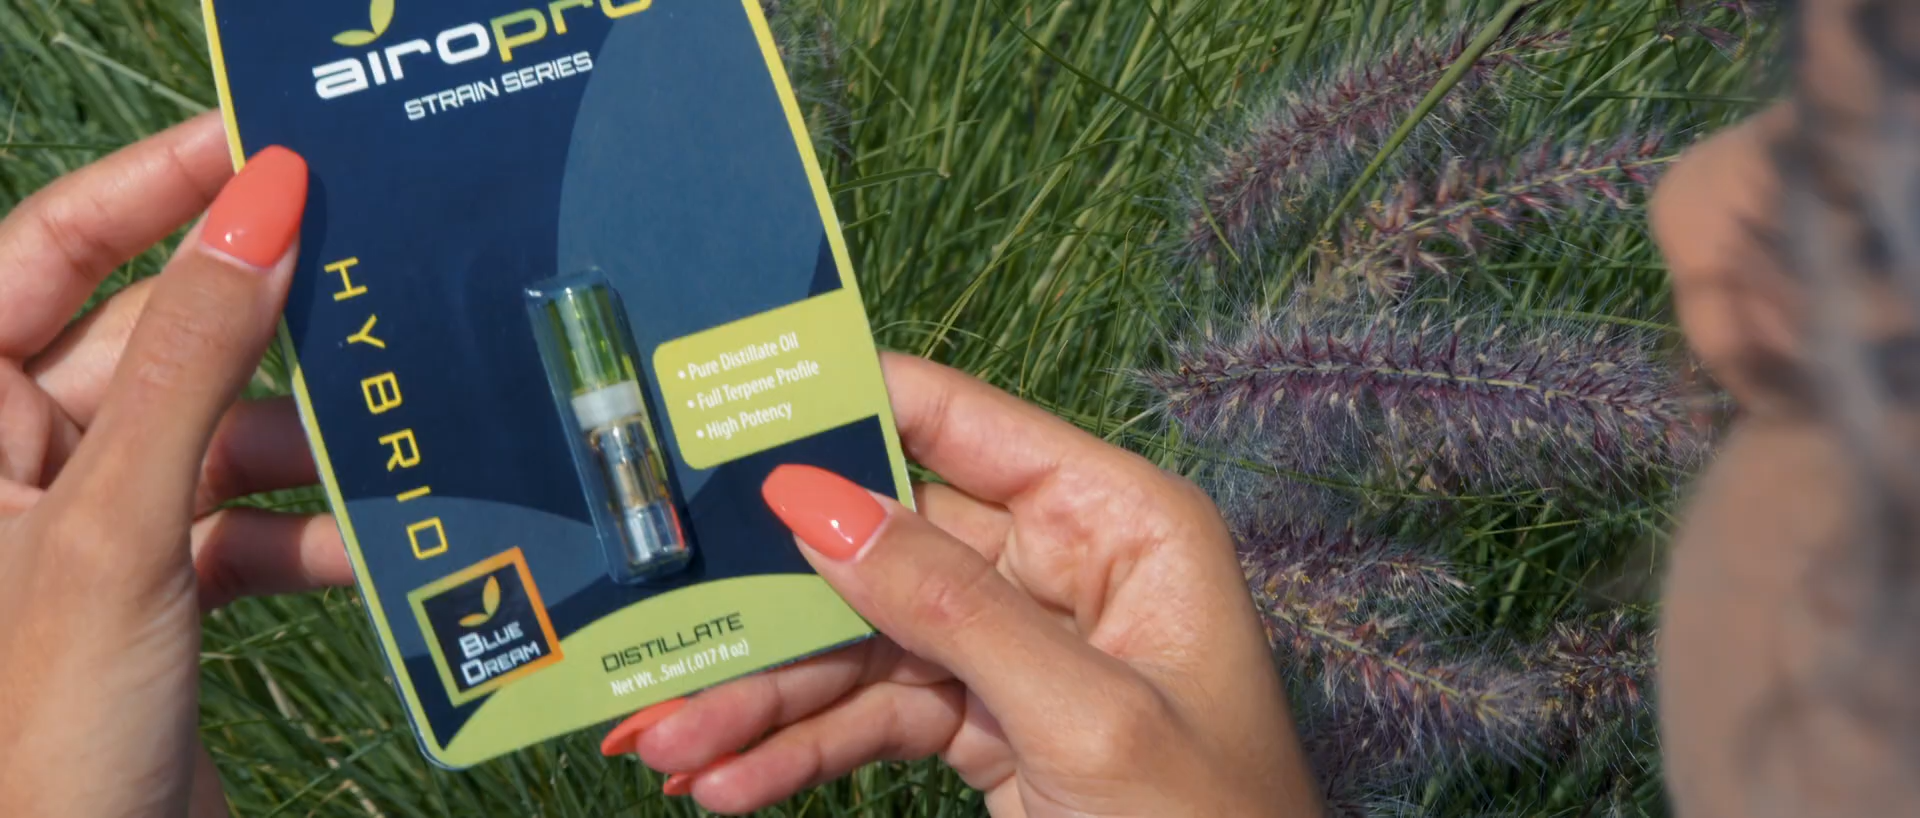 airopro
STRAIN SERIES
HYBRID
• Pure Distillate Oil
• Full Terpene Profile
• High Potency
BLUE
DREAM
DISTILLATE
Net Wt. .5ml (.017 fl oz)